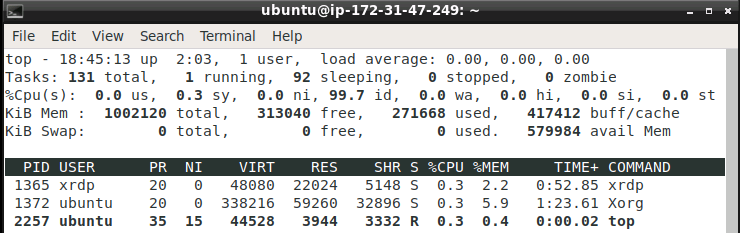 ubuntu@ip-172-31-47-249: ~
File Edit View Search Terminal Help
top - 18:45:13 up  2:03,  1 user,  load average: 0.00, 0.00, 0.00
Tasks: 131 total,   1 running,  92 sleeping,   0 stopped,   0 zombie
%Cpu(s):  0.0 us,  0.3 sy,  0.0 ni, 99.7 id,  0.0 wa,  0.0 hi,  0.0 si,  0.0 st
KiB Mem :  1002120 total,   313040 free,   271668 used,   417412 buff/cache
KiB Swap:        0 total,        0 free,        0 used.   579984 avail Mem
  PID USER      PR  NI    VIRT    RES    SHR S %CPU %MEM     TIME+ COMMAND
 1365 xrdp      20   0   48080  22024   5148 S  0.3  2.2   0:52.85 xrdp
 1372 ubuntu    20   0  338216  59260  32896 S  0.3  5.9   1:23.61 Xorg
 2257 ubuntu    35  15   44528   3944   3332 R  0.3  0.4   0:00.02 top